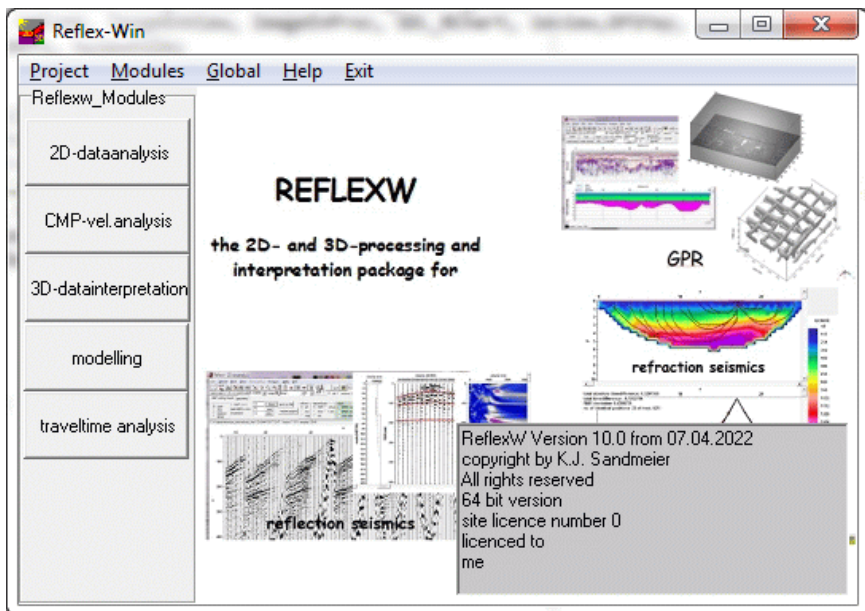 Reflex-Win
Project Modules Global Help Exit
Reflexw_Modules
2D-dataanalysis
CMP-vel.analysis
3D-datainterpretation
modelling
traveltime analysis
REFLEXW
the 2D- and 3D-processing and
interpretation package for
GPR
refraction seismics
reflection seismics
ReflexW Version 10.0 from 07.04.2022
copyright by K.J. Sandmeier
All rights reserved
64 bit version
site licence number 0
licenced to
me